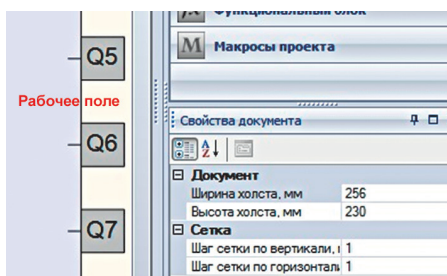 Функциональный блок
Макросы проекта
Q5
Рабочее поле
Q6
Q7
Свойства документа
Документ
Ширина холста, мм 256
Высота холста, мм 230
Сетка
Шаг сетки по вертикали, 1
Шаг сетки по горизонтали 1